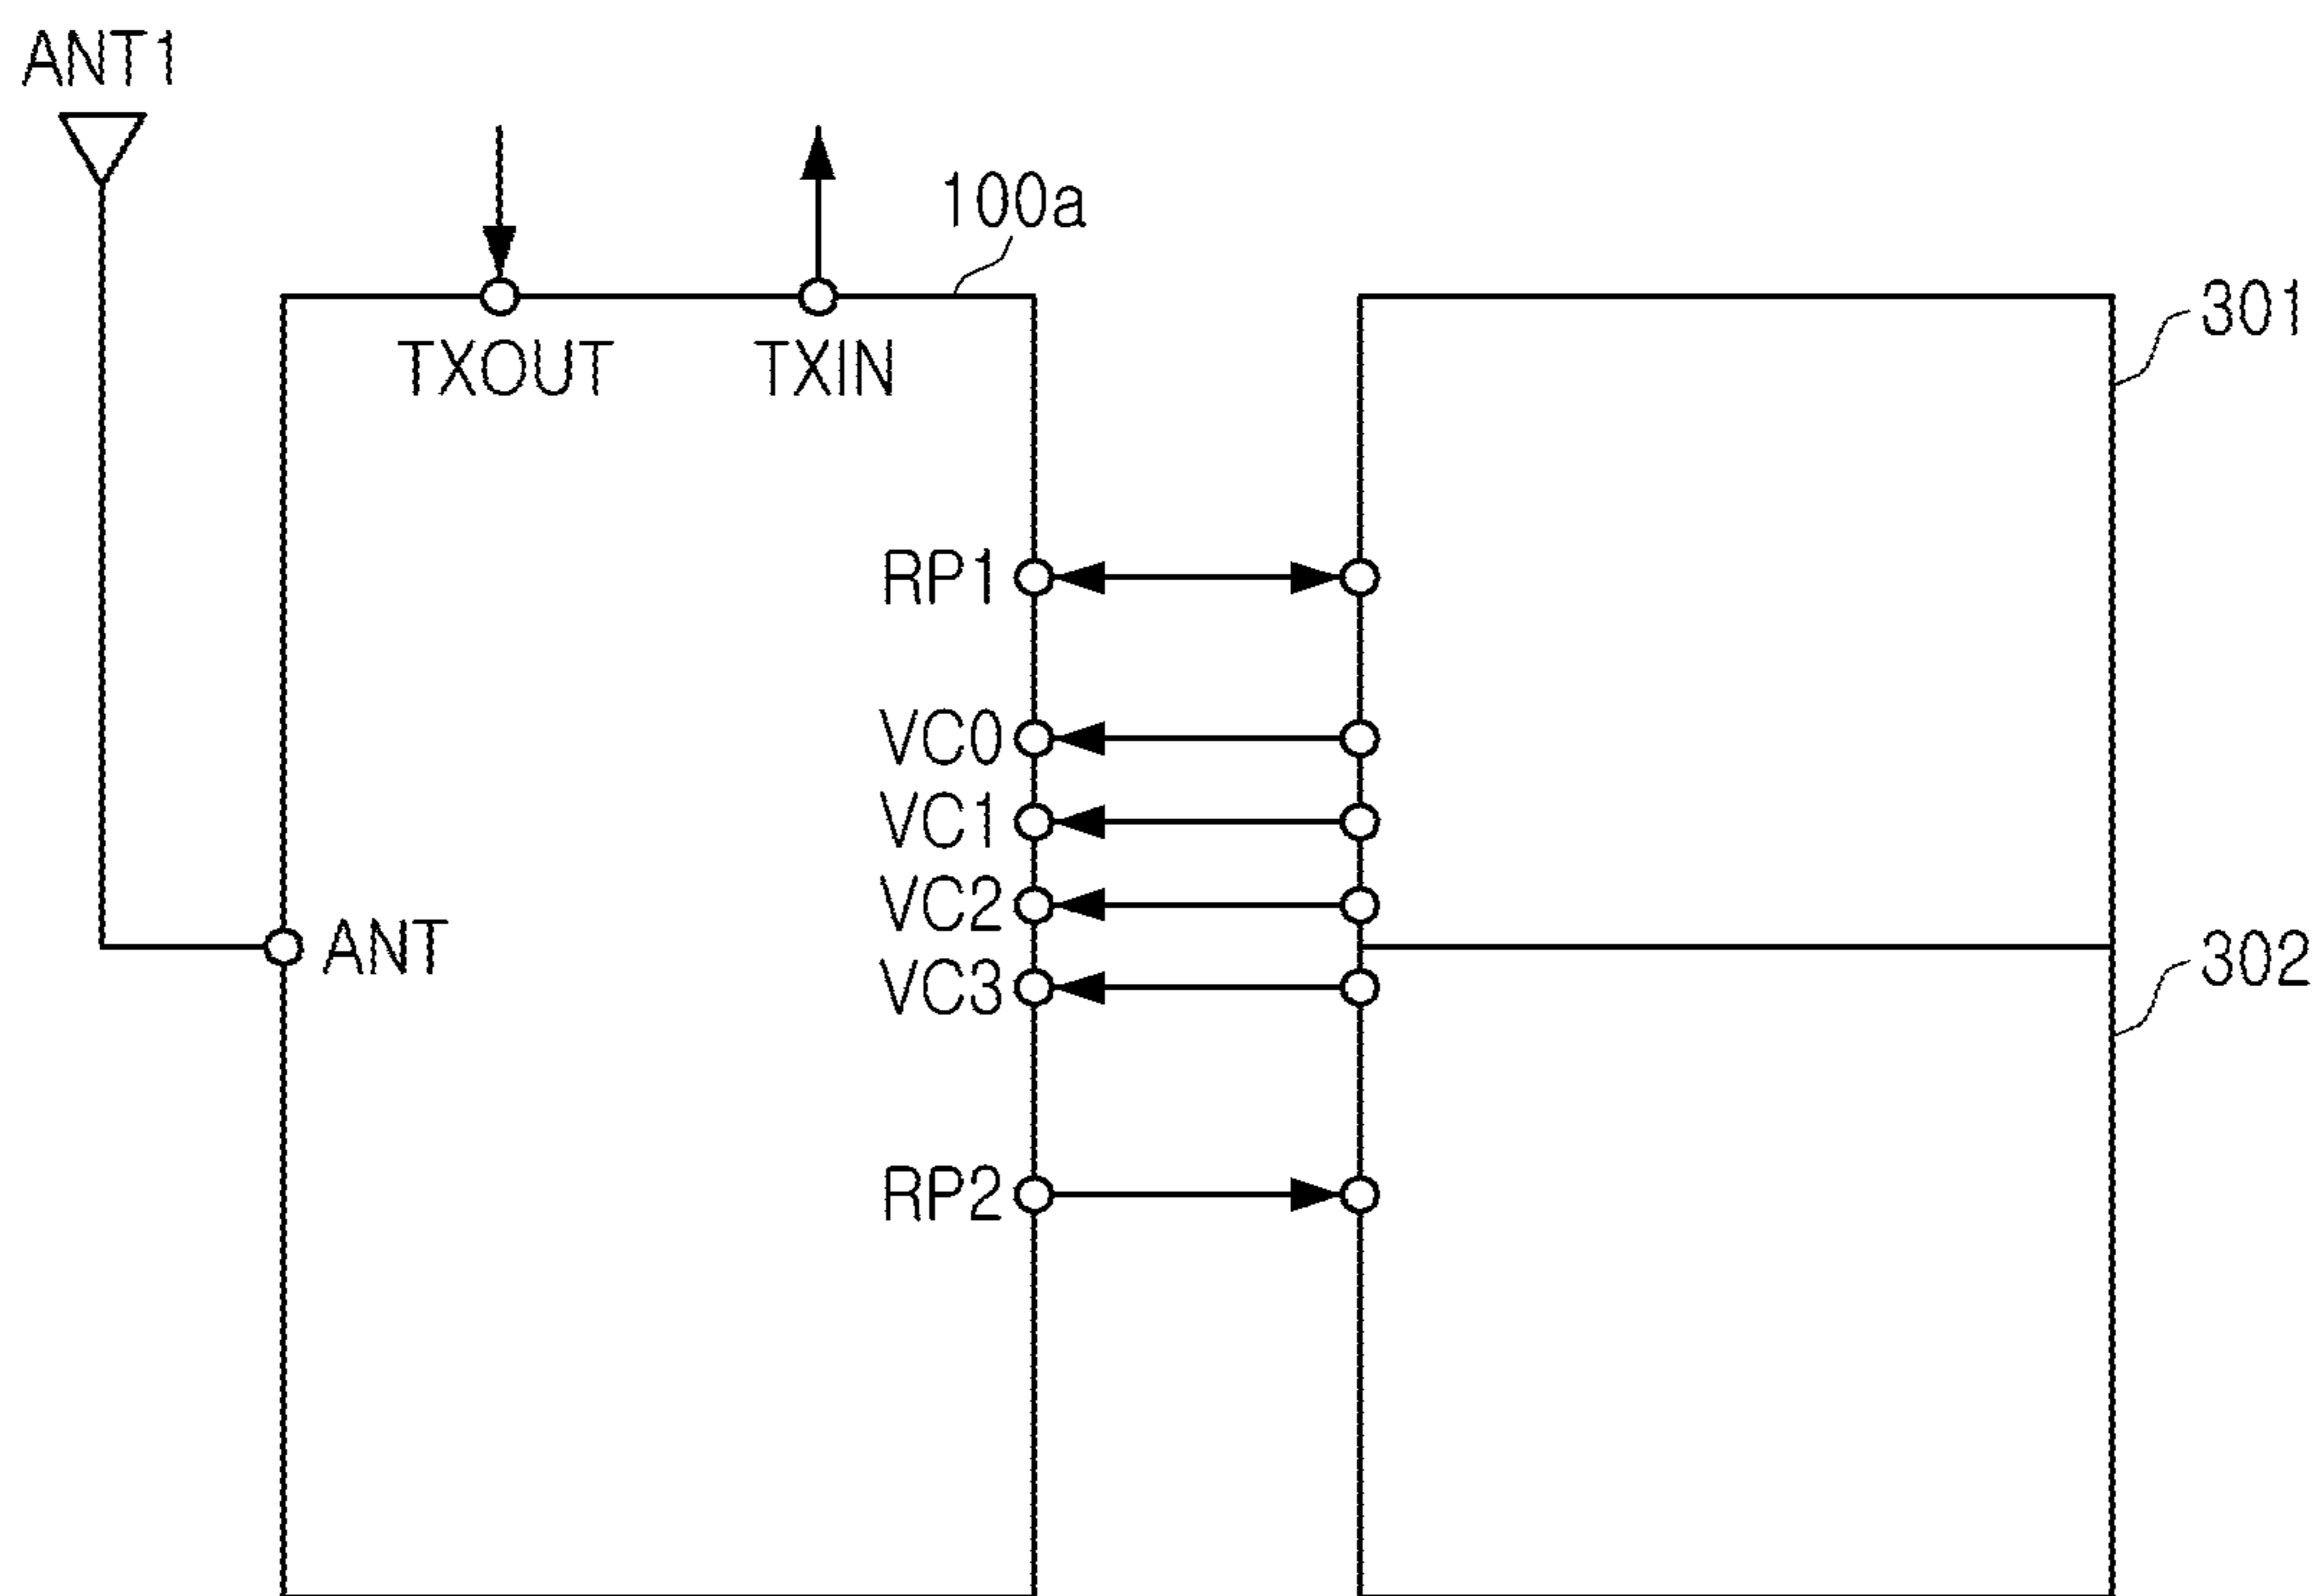 ANT1
100a
301
TXOUT
TXIN
RP1
VC0
VC1
VC2
ANT
302
VC3
RP2